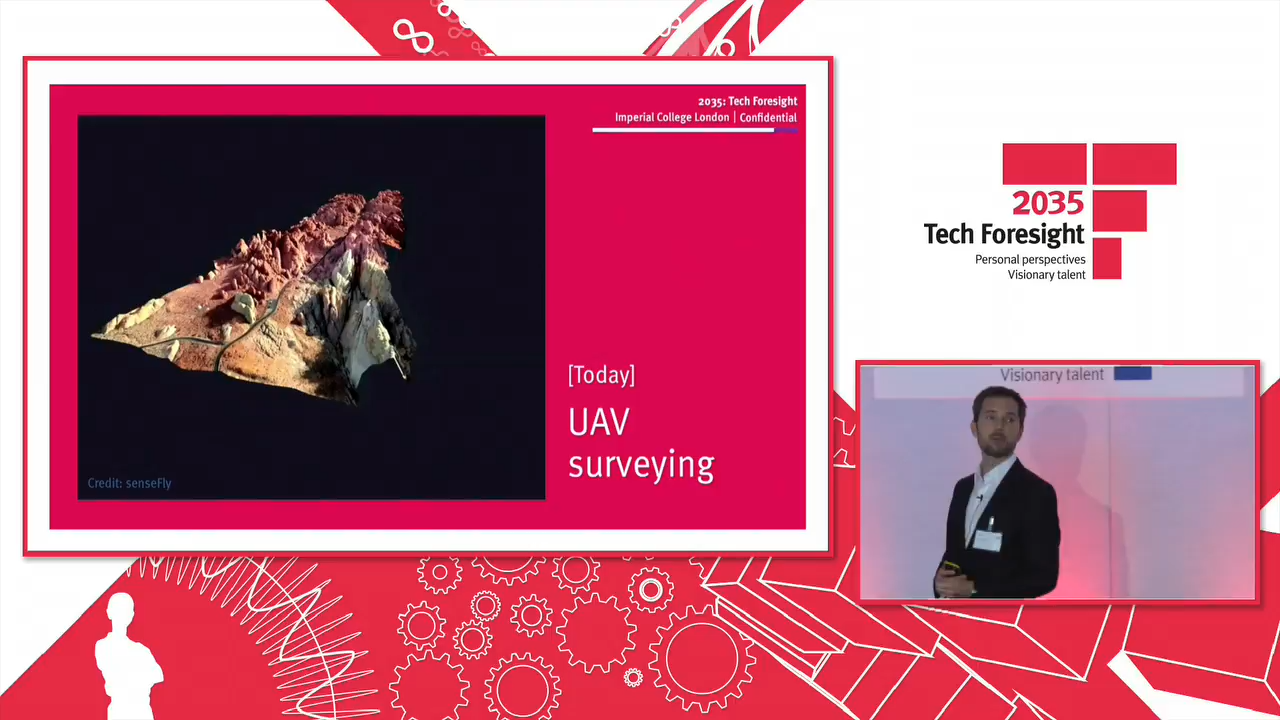 2035: Tech Foresight
Imperial College London | Confidential
[Today]
UAV
surveying
Credit: senseFly
2035
Tech Foresight
Personal perspectives
Visionary talent
Visionary talent